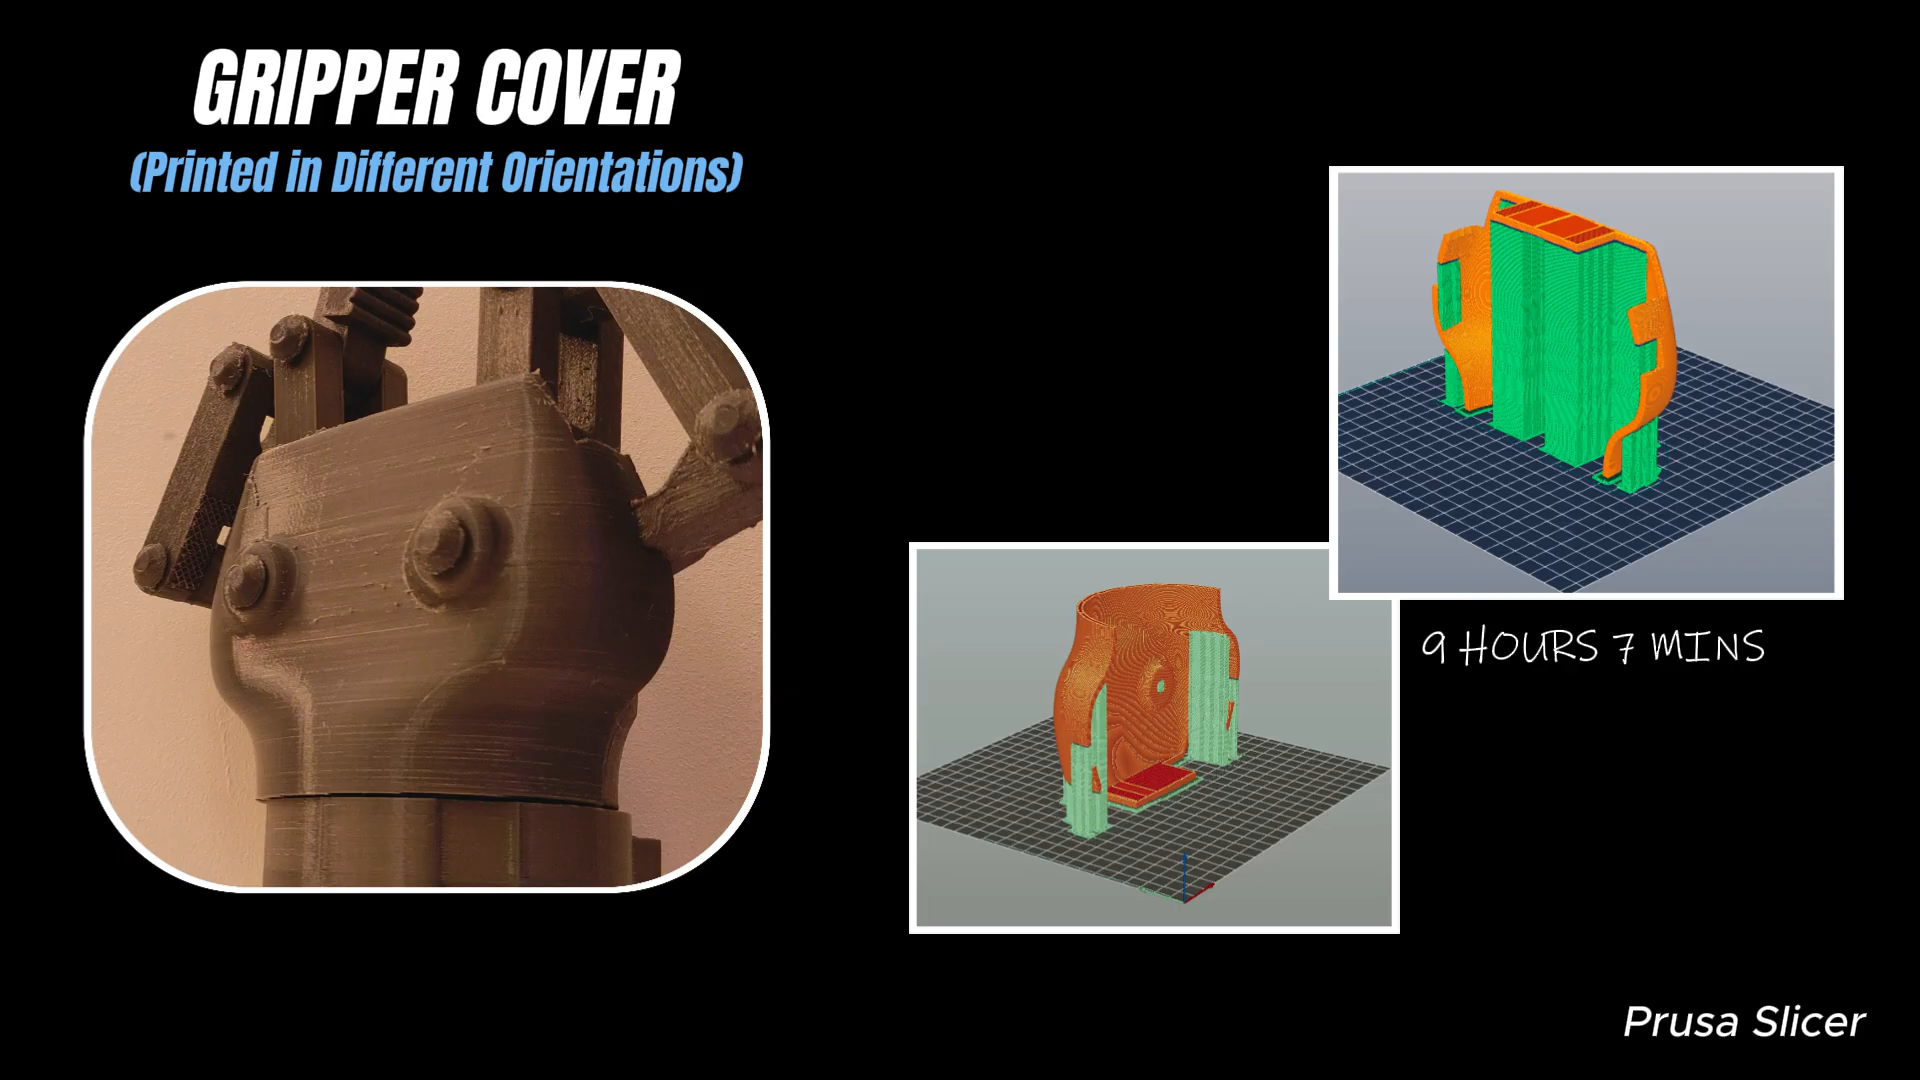 GRIPPER COVER
(Printed in Different Orientations)
9 HOURS 7 MINS
Prusa Slicer